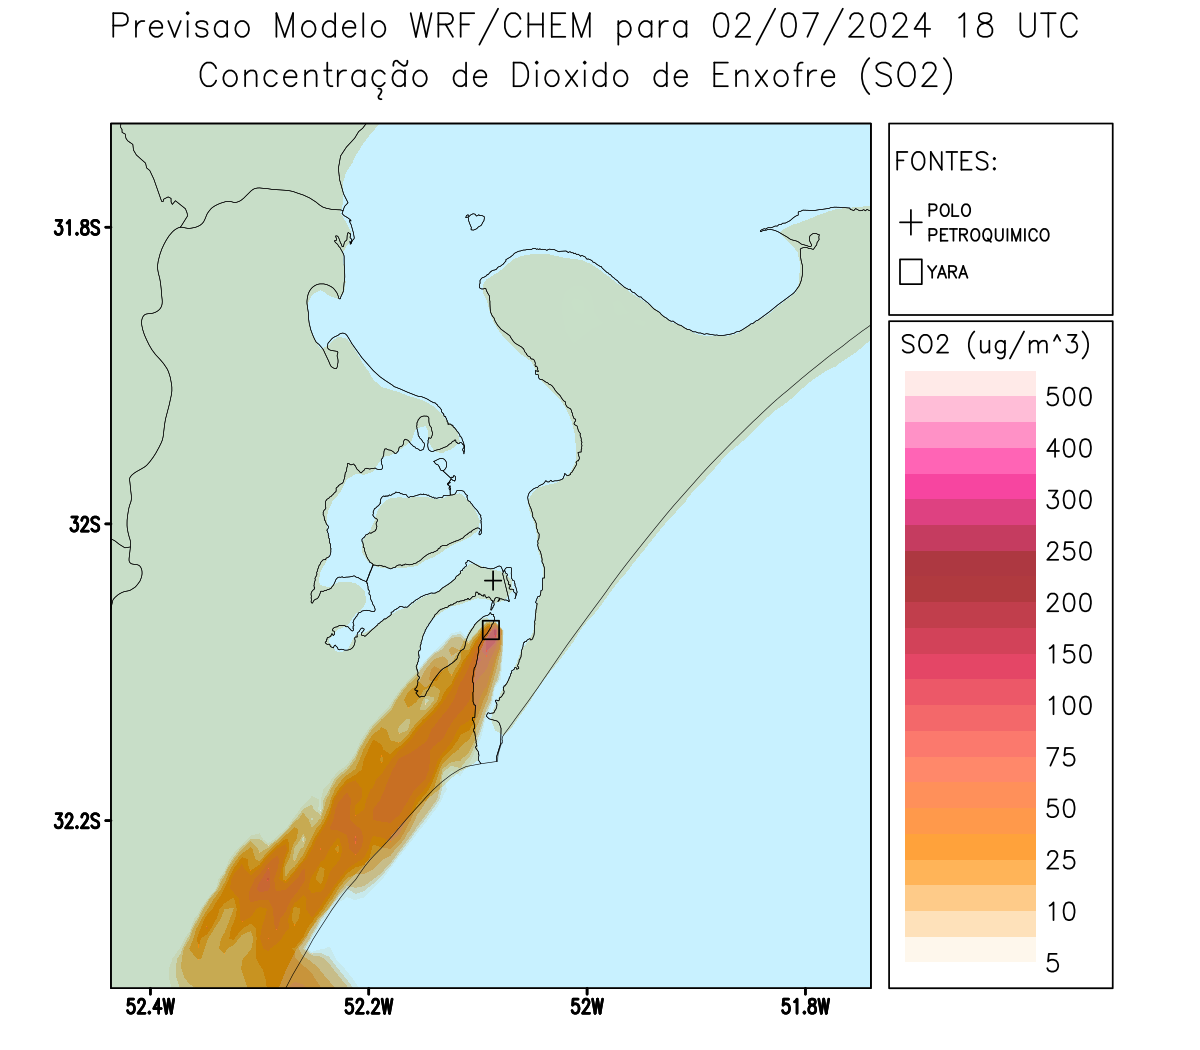 Previsao Modelo WRF/CHEM para 02/07/2024 18 UTC
Concentração de Dioxido de Enxofre (SO2)
FONTES:
POLO
PETROQUIMICO
YARA
SO2 (ug/m^3)
500
400
300
250
200
150
100
75
50
25
10
5
31.8S
32S
32.2S
52.4W
52.2W
52W
51.8W